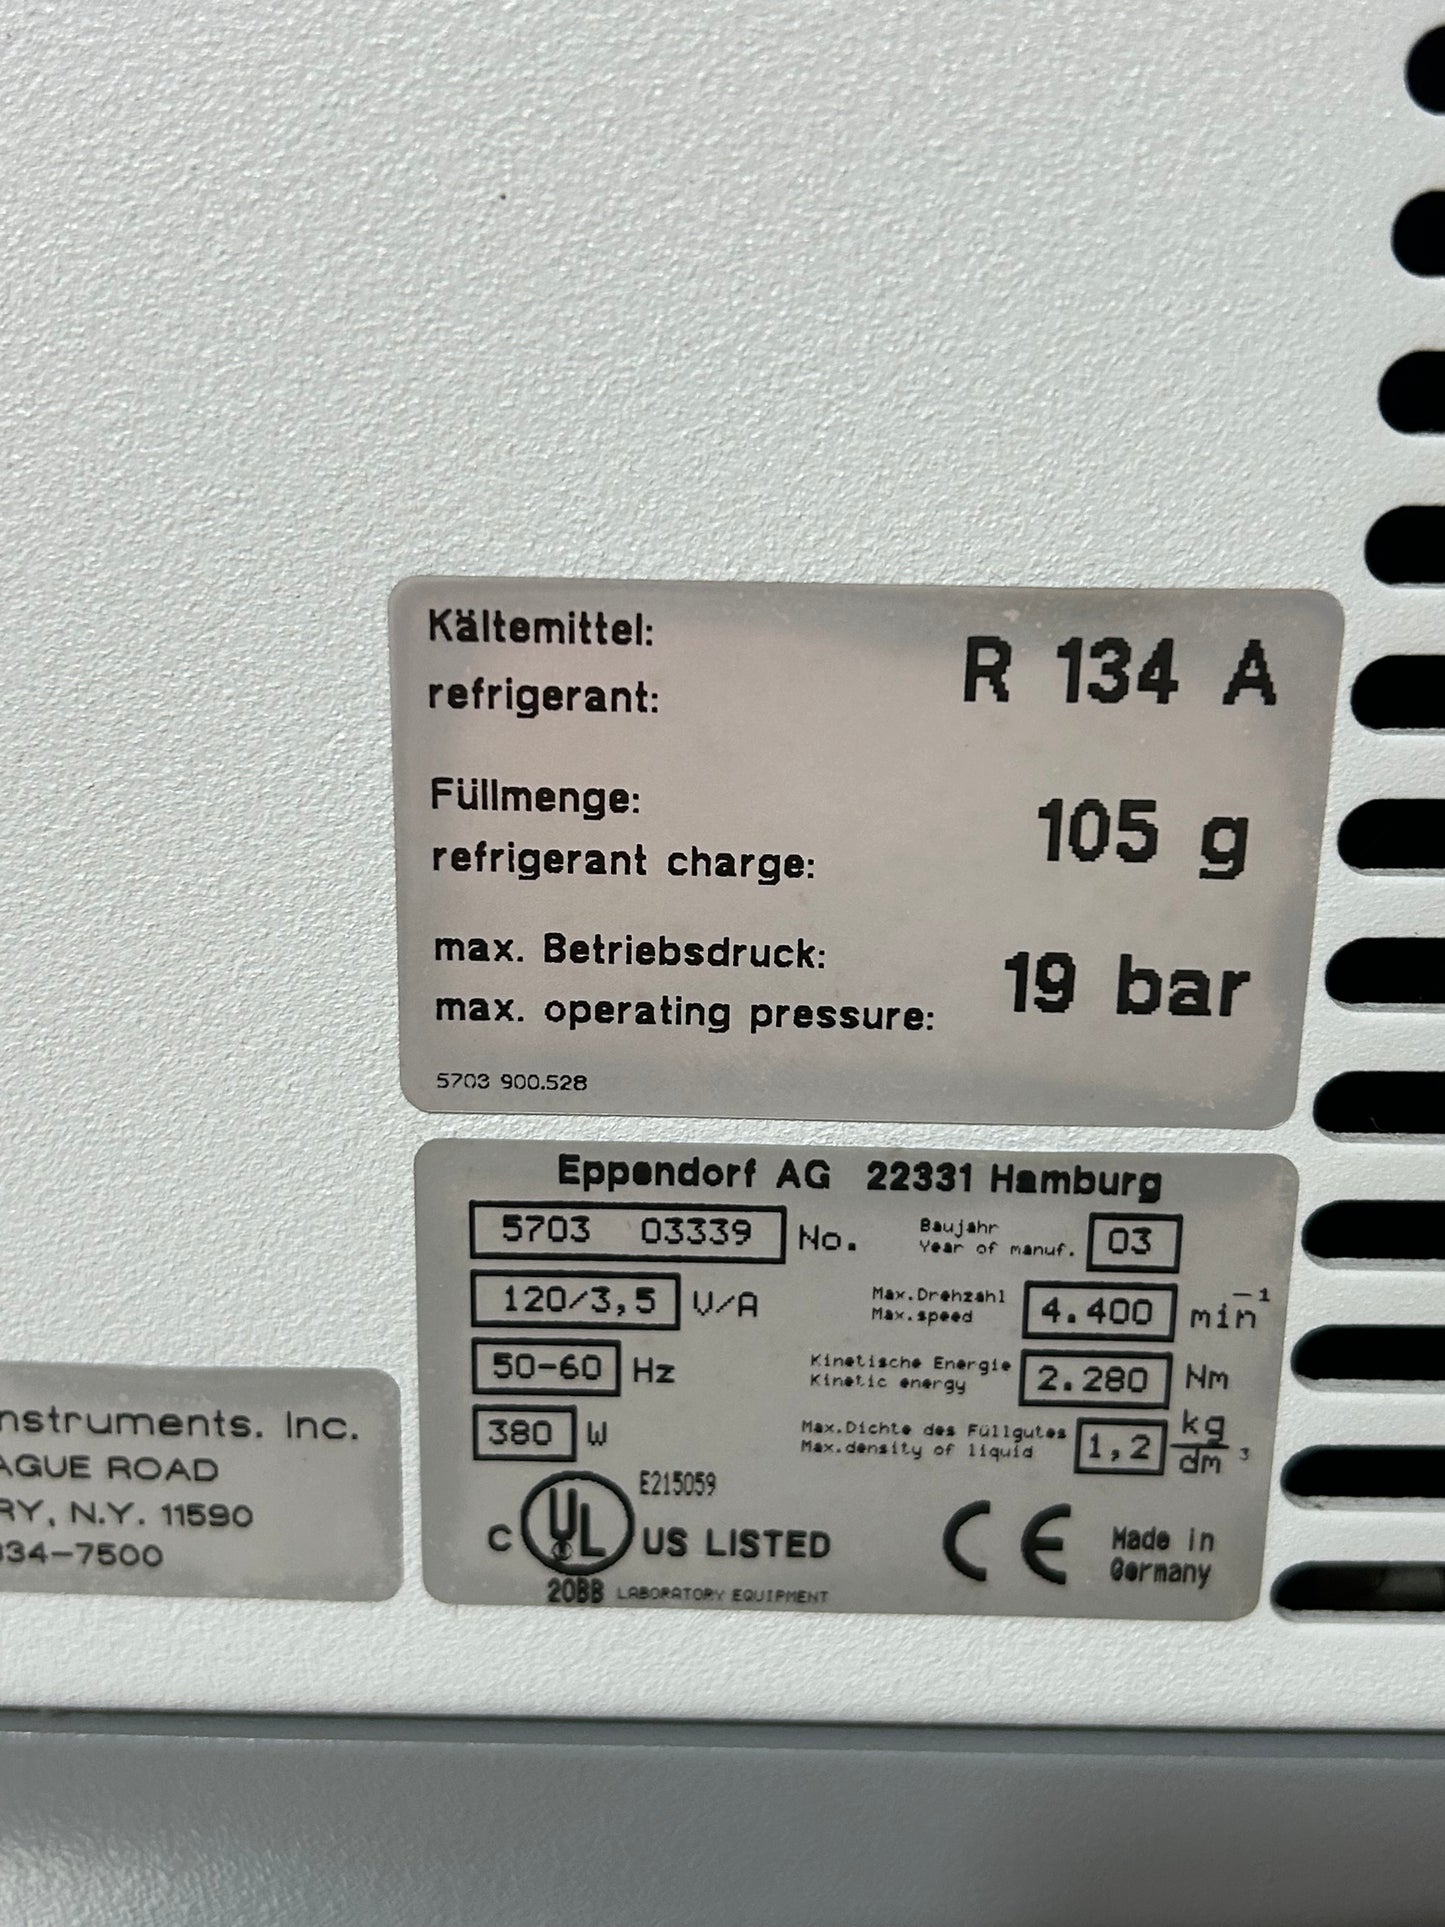 Kältemittel:
refrigerant:
R 134 A
Füllmenge:
refrigerant charge:
105 g
max. Betriebsdruck:
max. operating pressure:
19 bar
5703 900.528
Eppendorf AG 22331 Hamburg
5703 03339 No.
Baujahr
Year of manuf.
03
120/3,5 V/A
Max.Drehzahl
Max.speed
4.400 min⁻¹
50-60 Hz
Kinetische Energie
Kinetic energy
2.280 Nm
380 W
Max.Dichte des Füllgutes
Max.density of liquid
1,2 kg/dm³
E215059
C UL US LISTED
20BB LABORATORY EQUIPMENT
CE
Made in
Germany
nstruments. Inc.
AGUE ROAD
RY, N.Y. 11590
334-7500